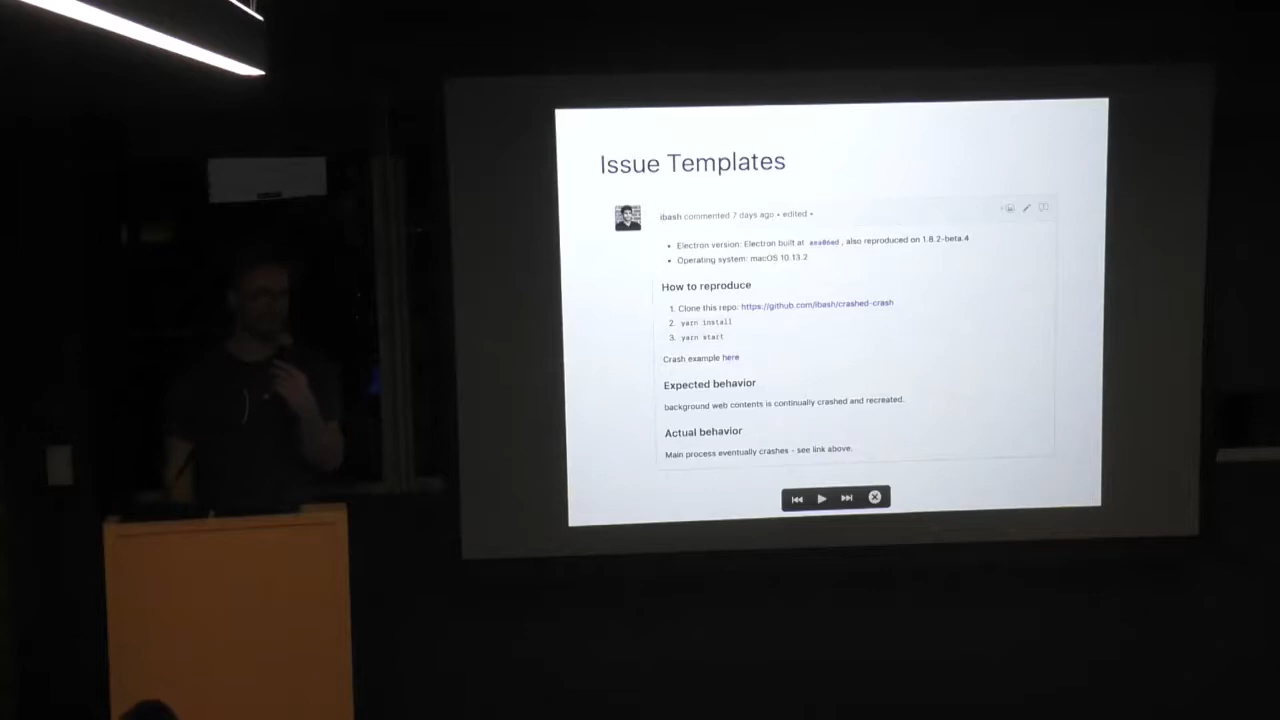 Issue Templates
ibash commented 7 days ago • edited
• Electron version: Electron built at , also reproduced on 1.8.2-beta.4
• Operating system: macOS 10.13.2
How to reproduce
1. Clone this repo: https://github.com/ibash/crashed-crash
2. yarn install
3. yarn start
Crash example here
Expected behavior
background web contents is continually crashed and recreated.
Actual behavior
Main process eventually crashes - see link above.